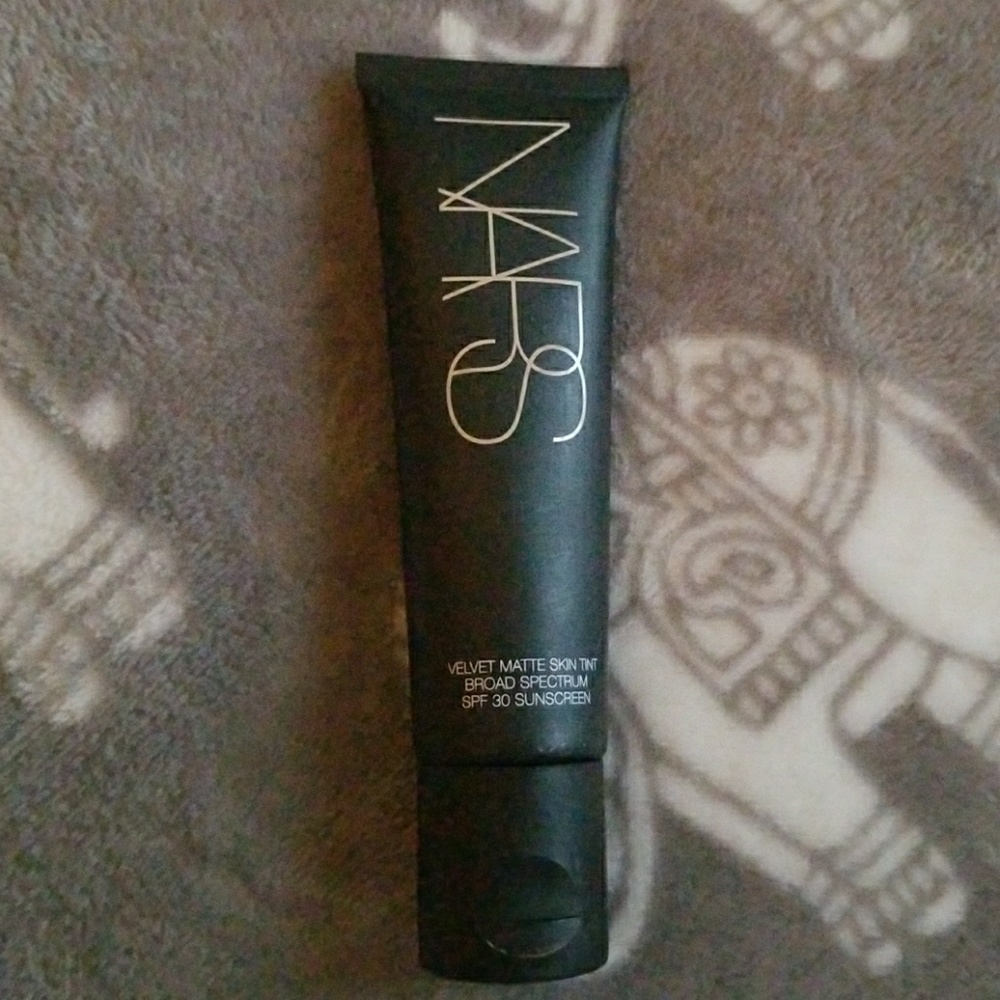 NARS
VELVET MATTE SKIN TINT
BROAD SPECTRUM
SPF 30 SUNSCREEN